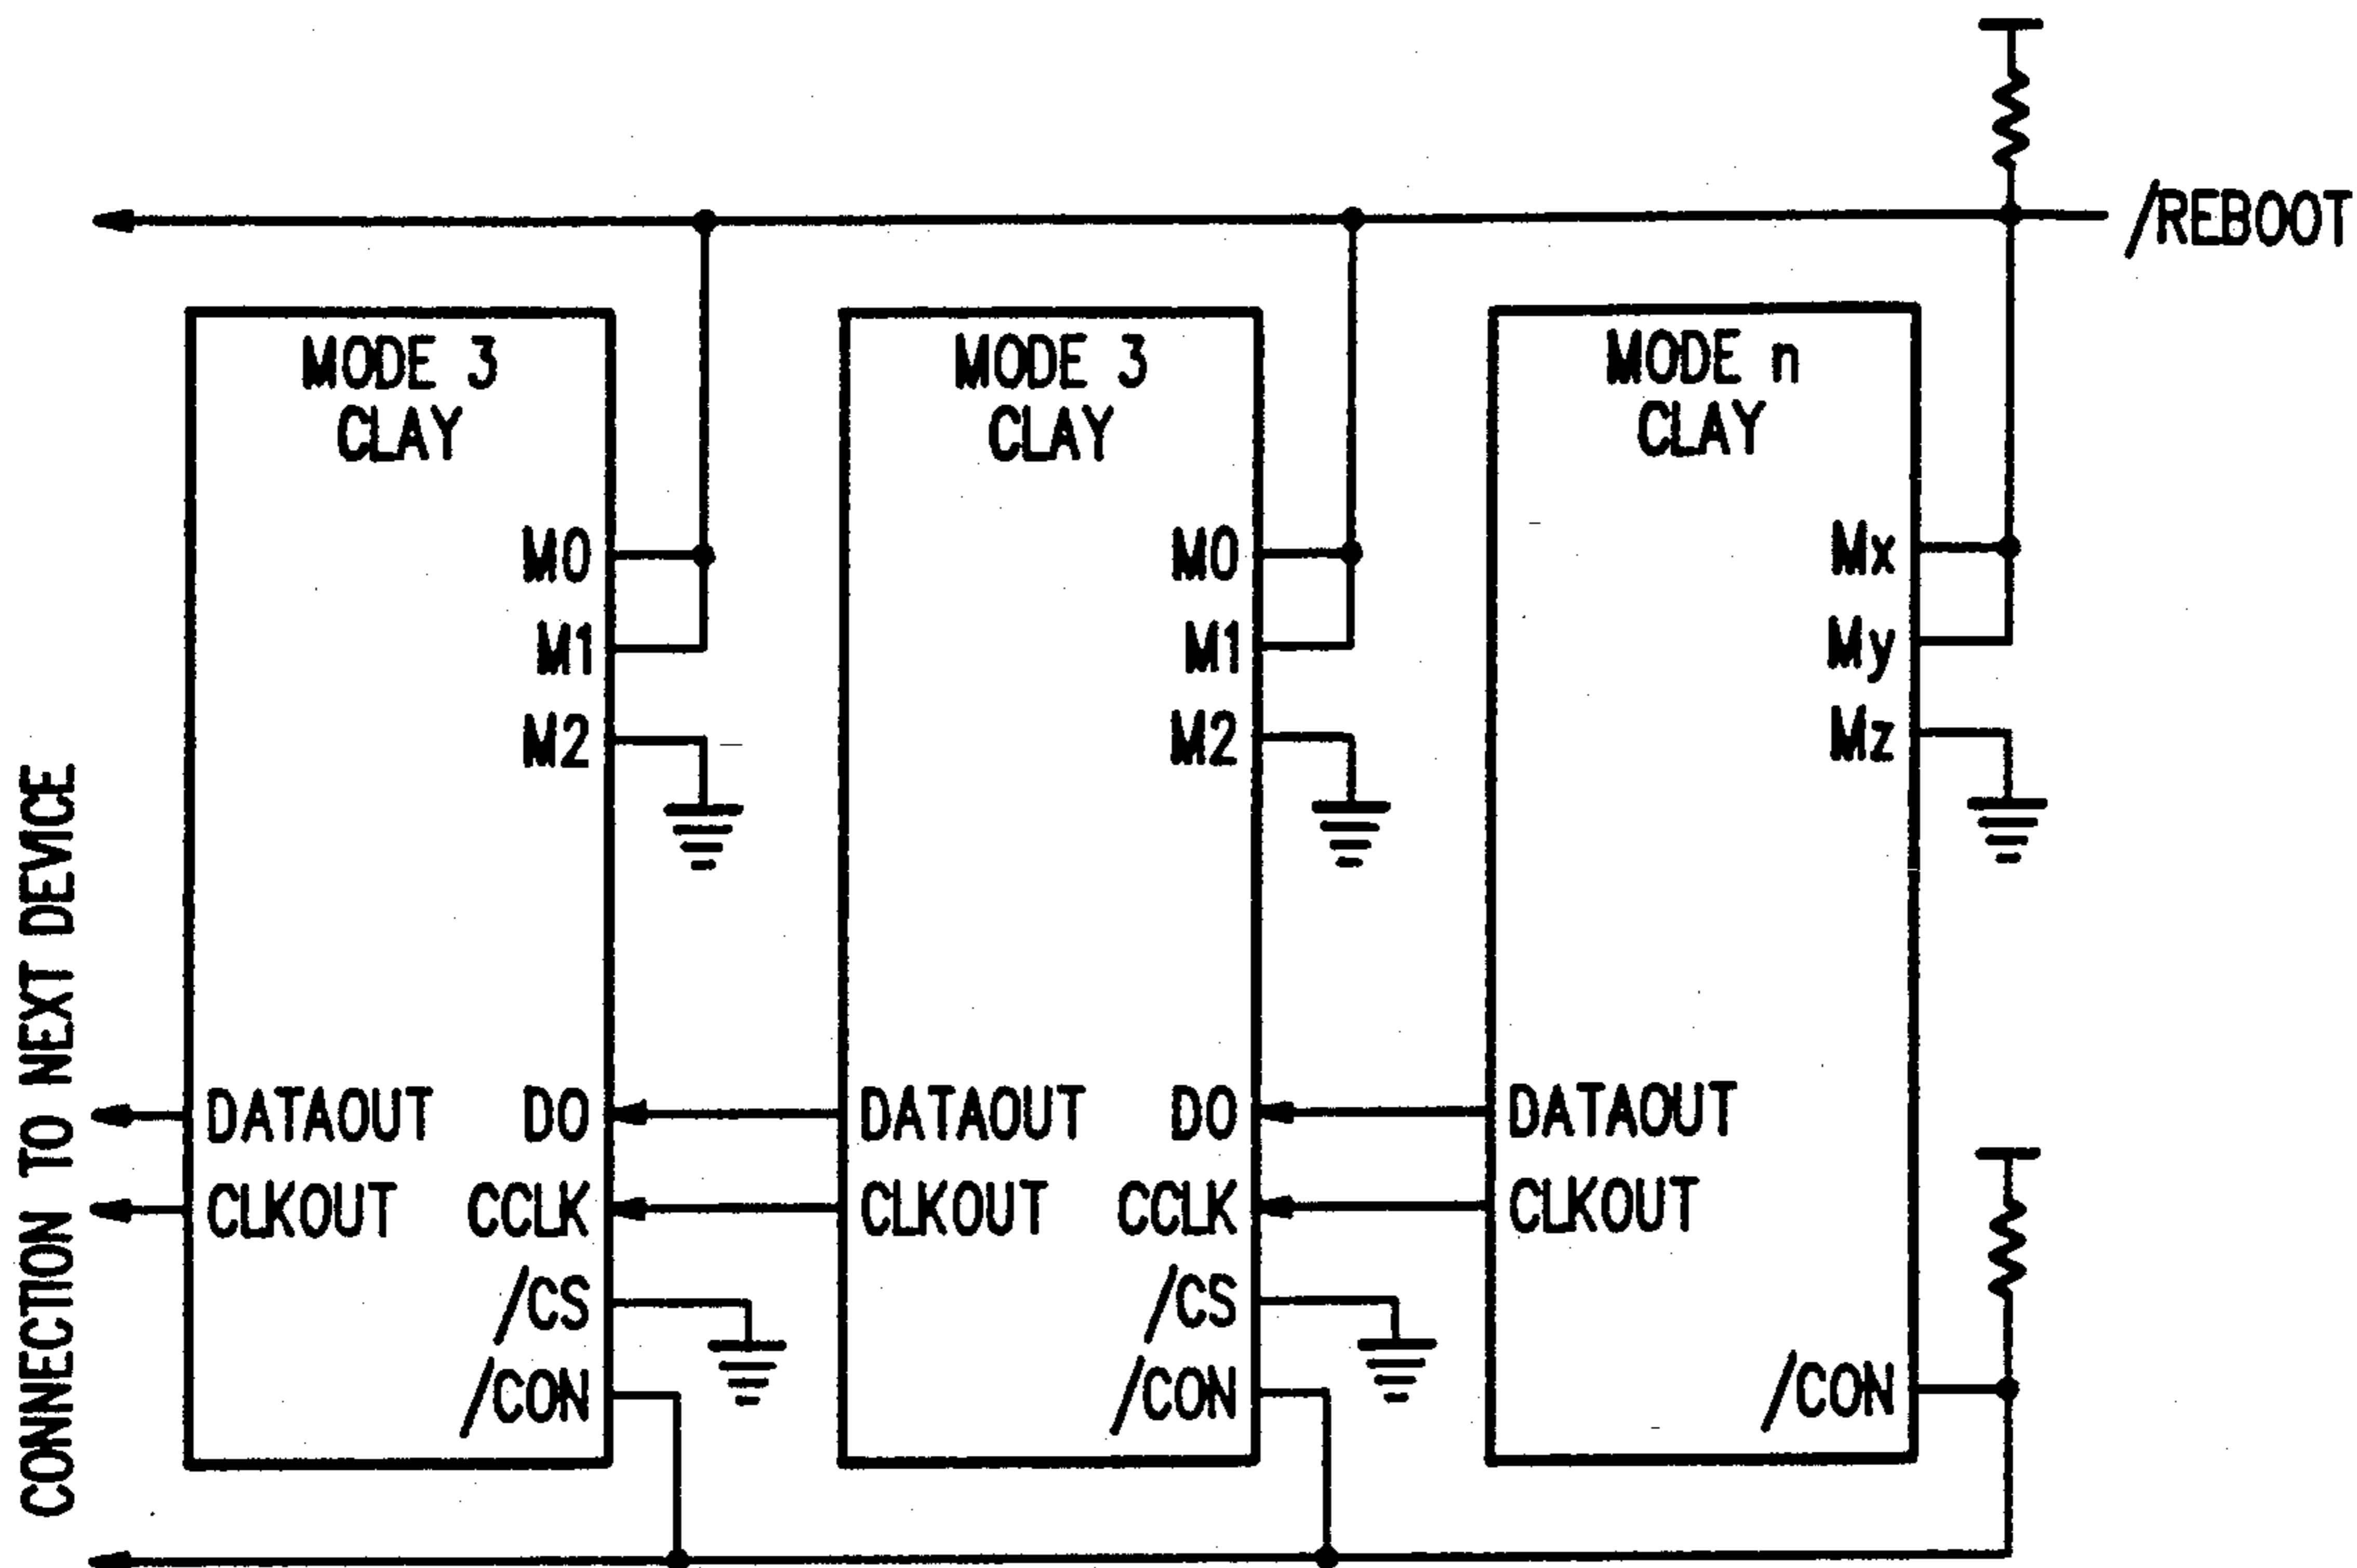 /REBOOT
MODE 3
CLAY
M0
M1
M2
DATAOUT
CLKOUT
DO
CCLK
/CS
/CON
MODE 3
CLAY
M0
M1
M2
DATAOUT
CLKOUT
DO
CCLK
/CS
/CON
MODE n
CLAY
Mx
My
Mz
DATAOUT
CLKOUT
/CON
CONNECTION TO NEXT DEVICE